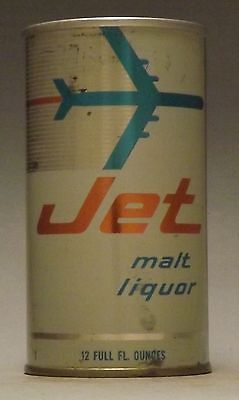 Jet
malt
liquor
12 FULL FL. OUNCES